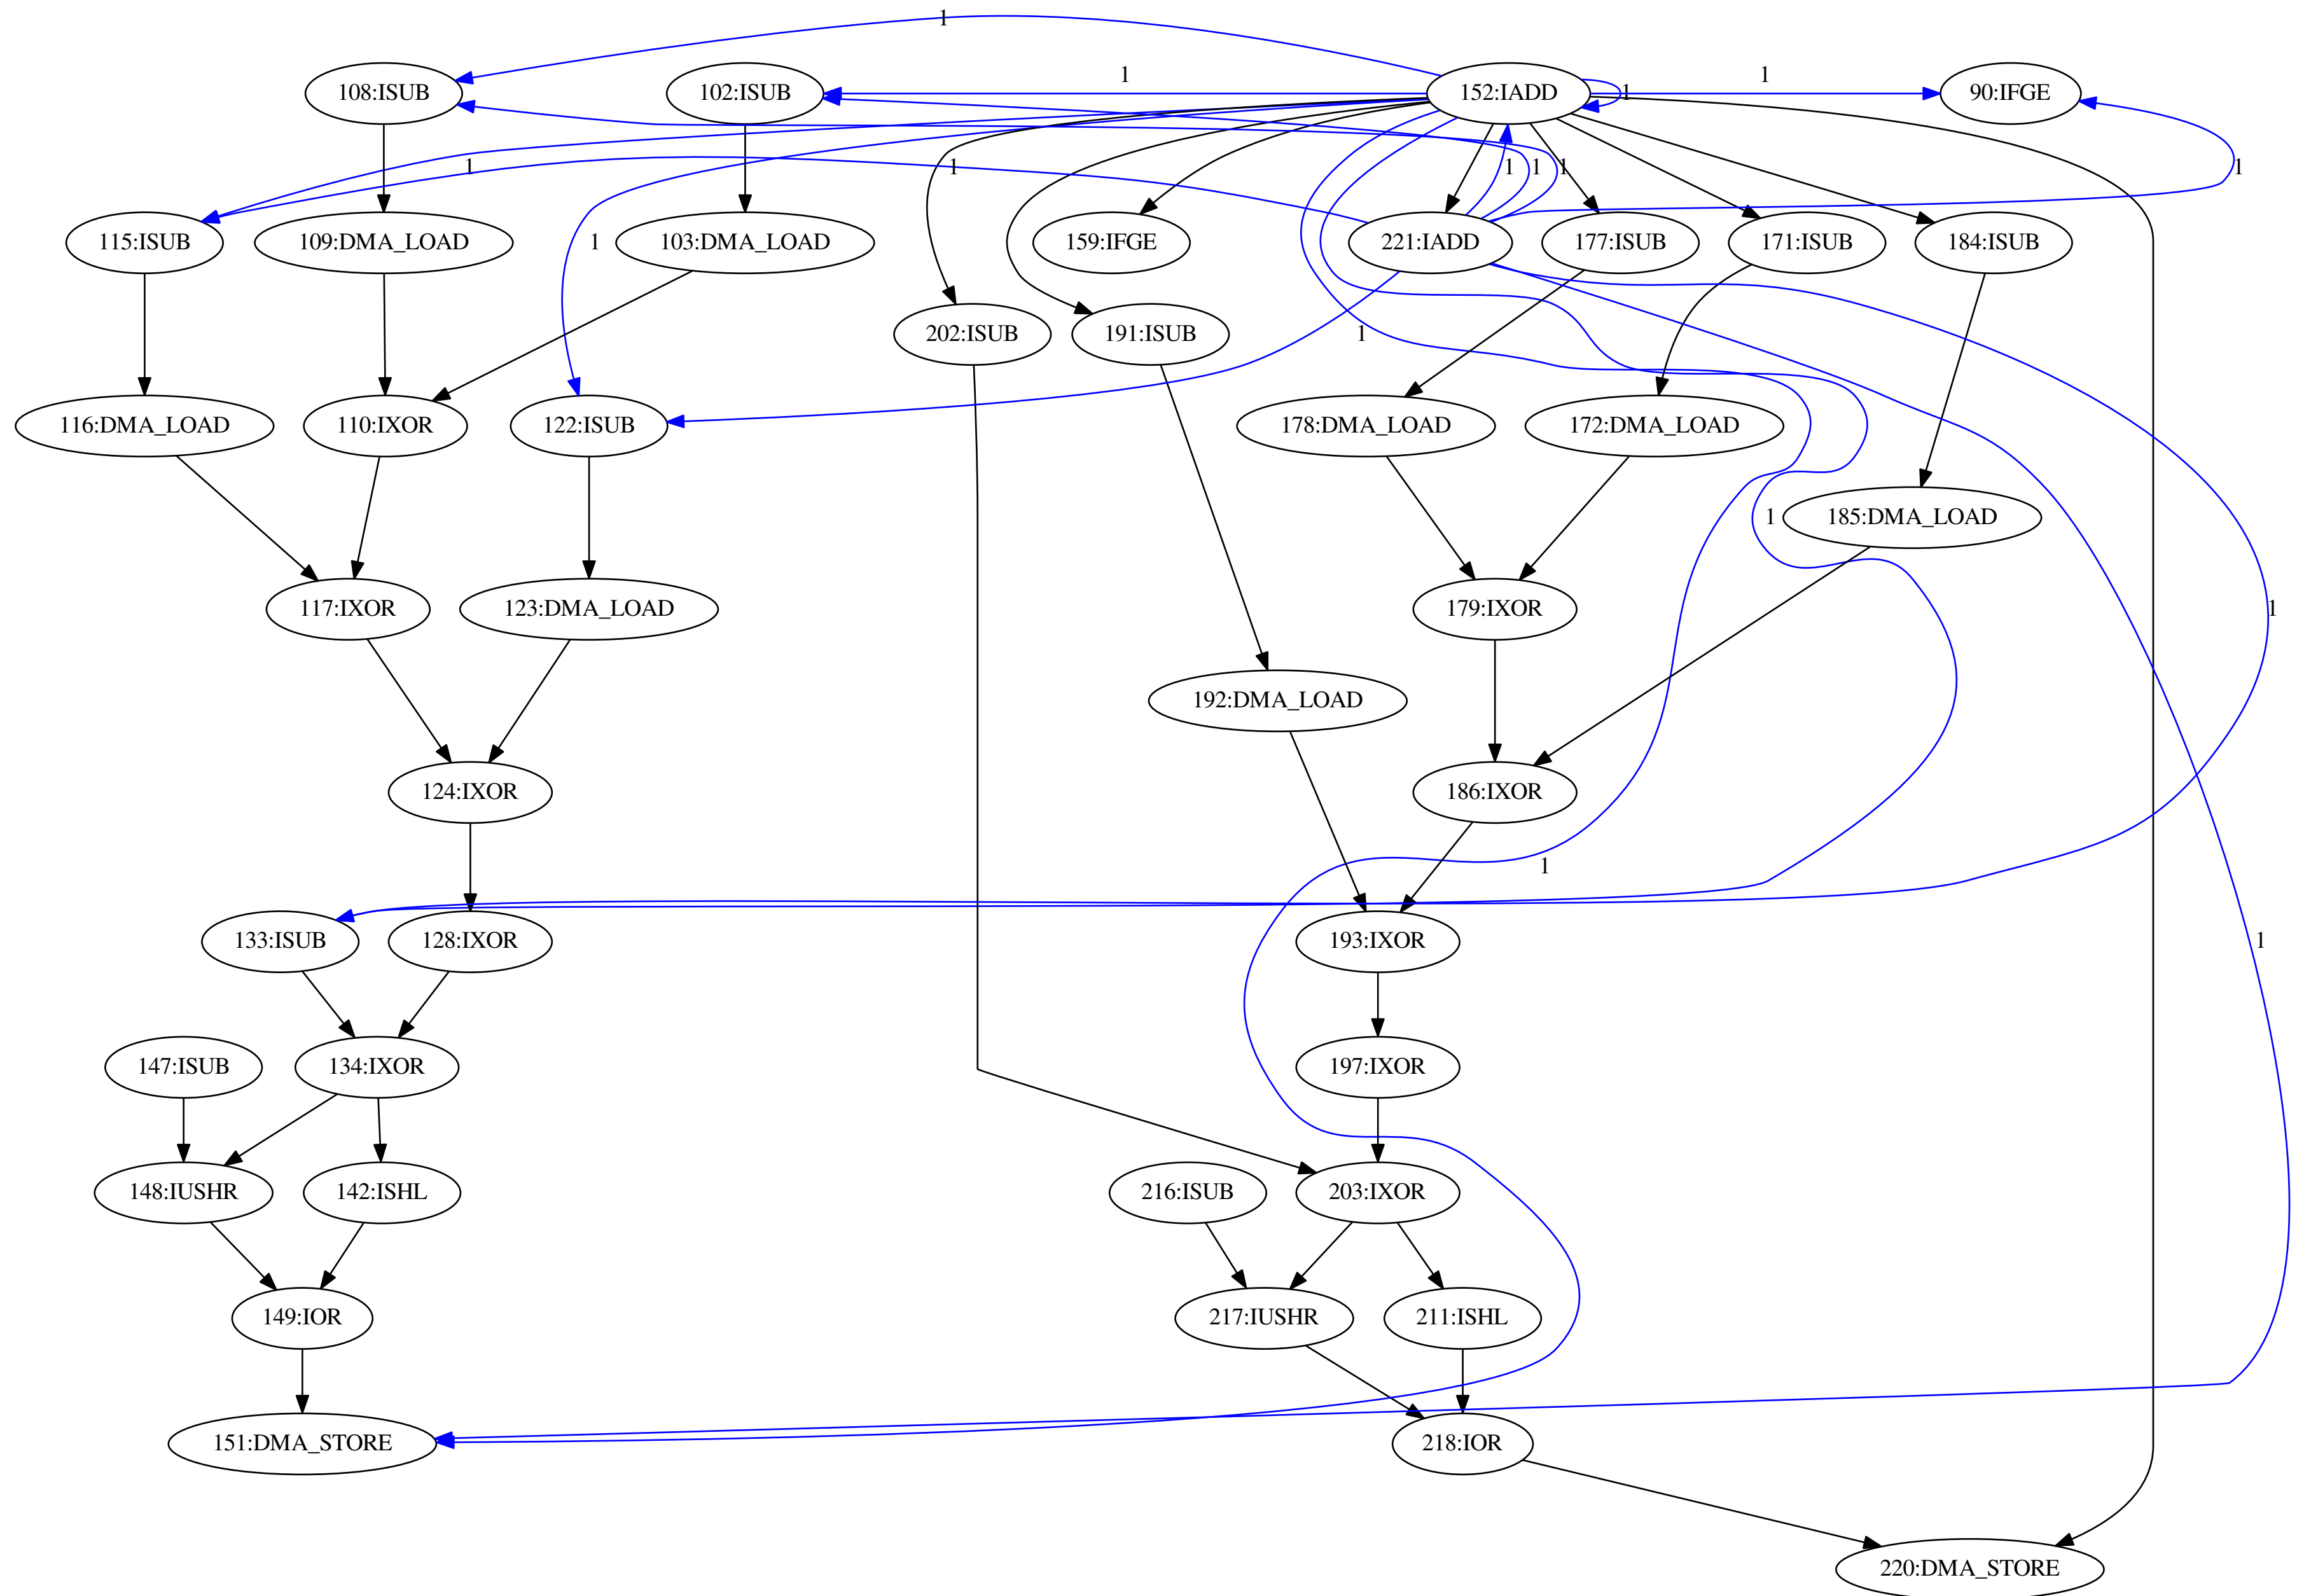 1
108:ISUB
102:ISUB
1
152:IADD
1
1
90:IFGE
1
1
1
1
1
1
115:ISUB
109:DMA_LOAD
1
103:DMA_LOAD
159:IFGE
221:IADD
177:ISUB
171:ISUB
184:ISUB
202:ISUB
191:ISUB
1
116:DMA_LOAD
110:IXOR
122:ISUB
178:DMA_LOAD
172:DMA_LOAD
1
185:DMA_LOAD
117:IXOR
123:DMA_LOAD
179:IXOR
1
192:DMA_LOAD
124:IXOR
186:IXOR
1
133:ISUB
128:IXOR
193:IXOR
1
147:ISUB
134:IXOR
197:IXOR
148:IUSHR
142:ISHL
216:ISUB
203:IXOR
149:IOR
217:IUSHR
211:ISHL
151:DMA_STORE
218:IOR
220:DMA_STORE